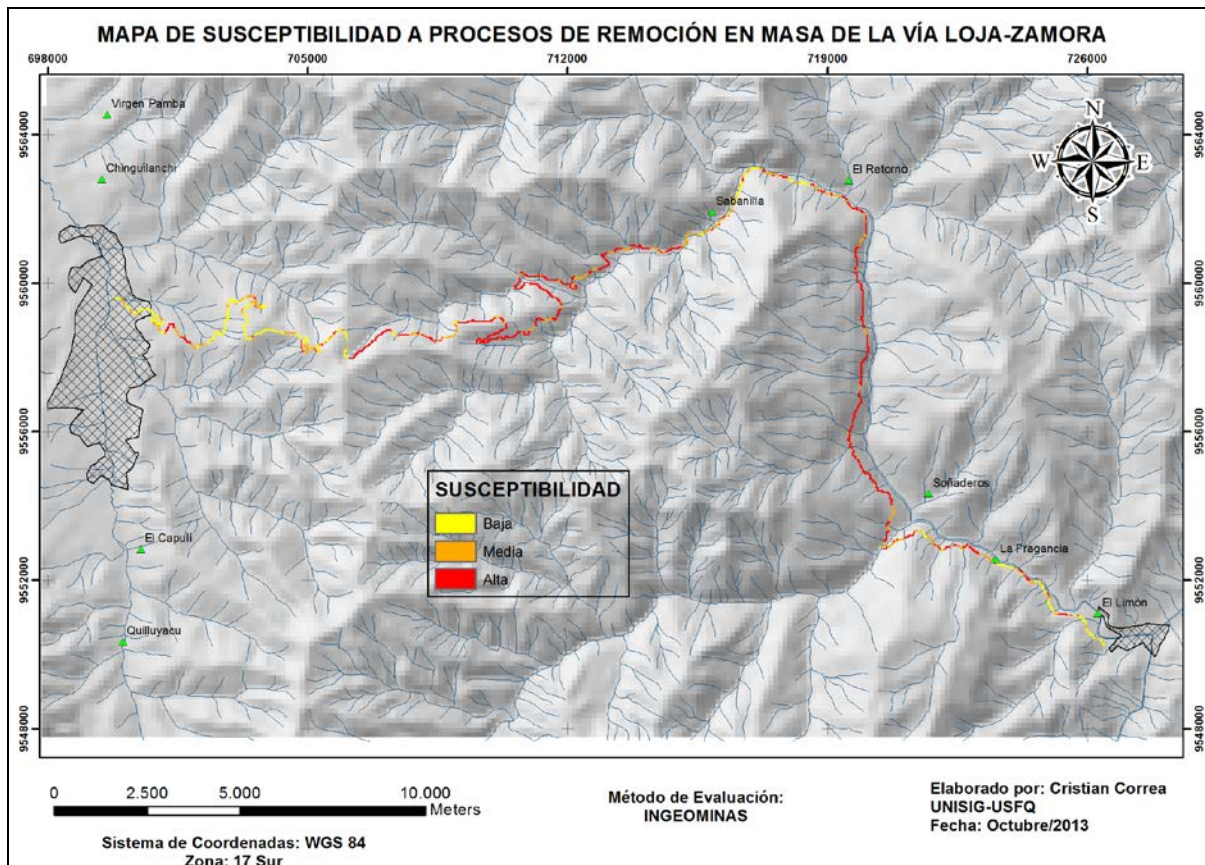 MAPA DE SUSCEPTIBILIDAD A PROCESOS DE REMOCIÓN EN MASA DE LA VÍA LOJA-ZAMORA
698000 705000 712000 719000 726000
Virgen Pamba
9564000 9564000
N
W E
S
Chinguilanchi
El Retorno
Sabanilla
9560000 9560000
9556000 9556000
SUSCEPTIBILIDAD
Baja
Media
Alta
Soñaderos
El Capulí
La Fragancia
9552000 9552000
El Limón
Quilluyacu
9548000 9548000
0 2.500 5.000 10.000
Meters
Sistema de Coordenadas: WGS 84
Zona: 17 Sur
Método de Evaluación:
INGEOMINAS
Elaborado por: Cristian Correa
UNISIG-USFQ
Fecha: Octubre/2013